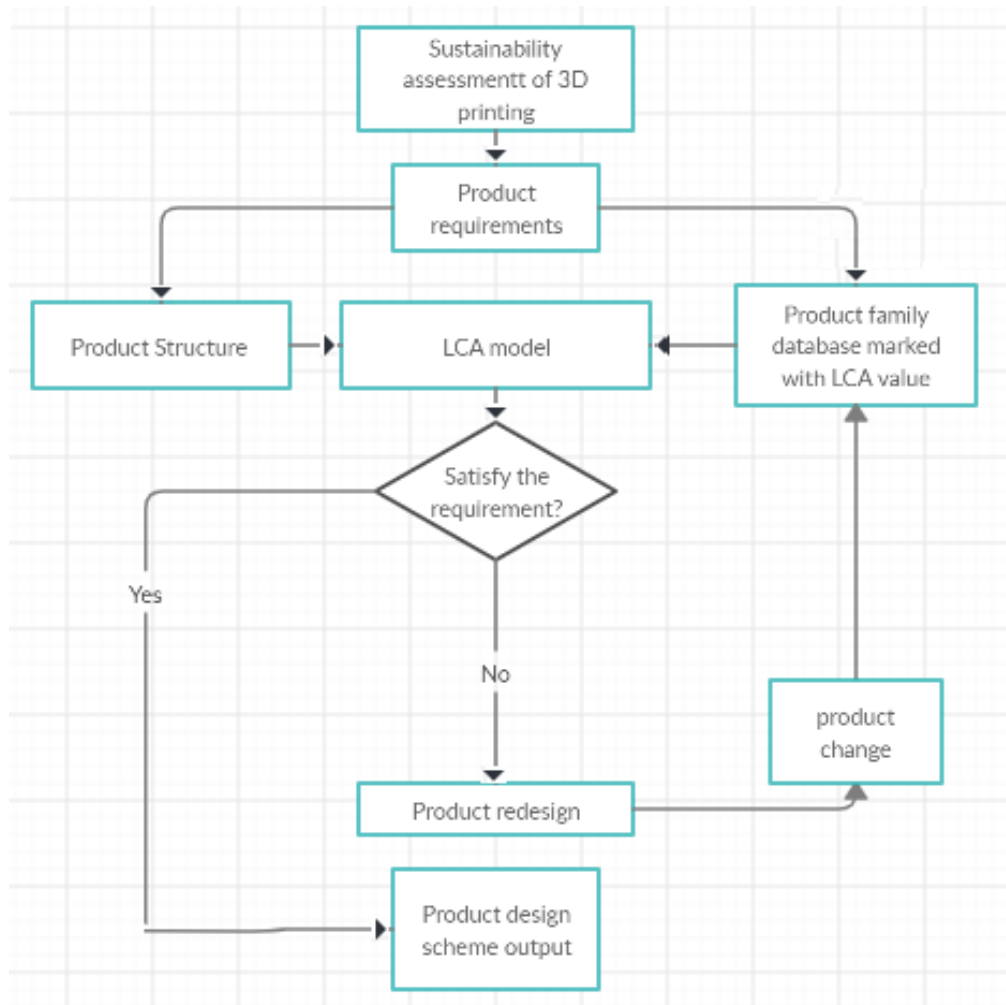 Sustainability
assessmentt of 3D
printing
Product
requirements
Product Structure
LCA model
Product family
database marked
with LCA value
Satisfy the
requirement?
Yes
No
product
change
Product redesign
Product design
scheme output